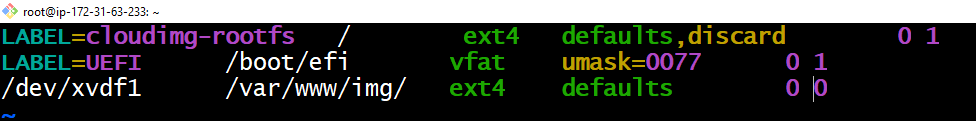 root@ip-172-31-63-233: ~
LABEL=cloudimg-rootfs / ext4 defaults,discard 0 1
LABEL=UEFI /boot/efi vfat umask=0077 0 1
/dev/xvdf1 /var/www/img/ ext4 defaults 0 0
~